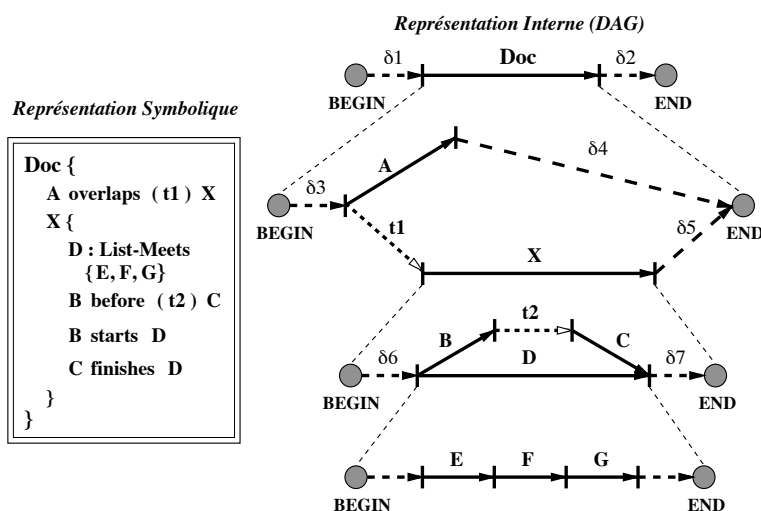 Représentation Interne (DAG)
δ1 Doc δ2
BEGIN END
Représentation Symbolique
Doc {
A overlaps ( t1 ) X
X {
D : List-Meets
{ E, F, G }
B before ( t2 ) C
B starts D
C finishes D
}
}
A δ4
δ3
BEGIN t1 δ5 END
X
t2
B C
δ6 D δ7
BEGIN END
E F G
BEGIN END